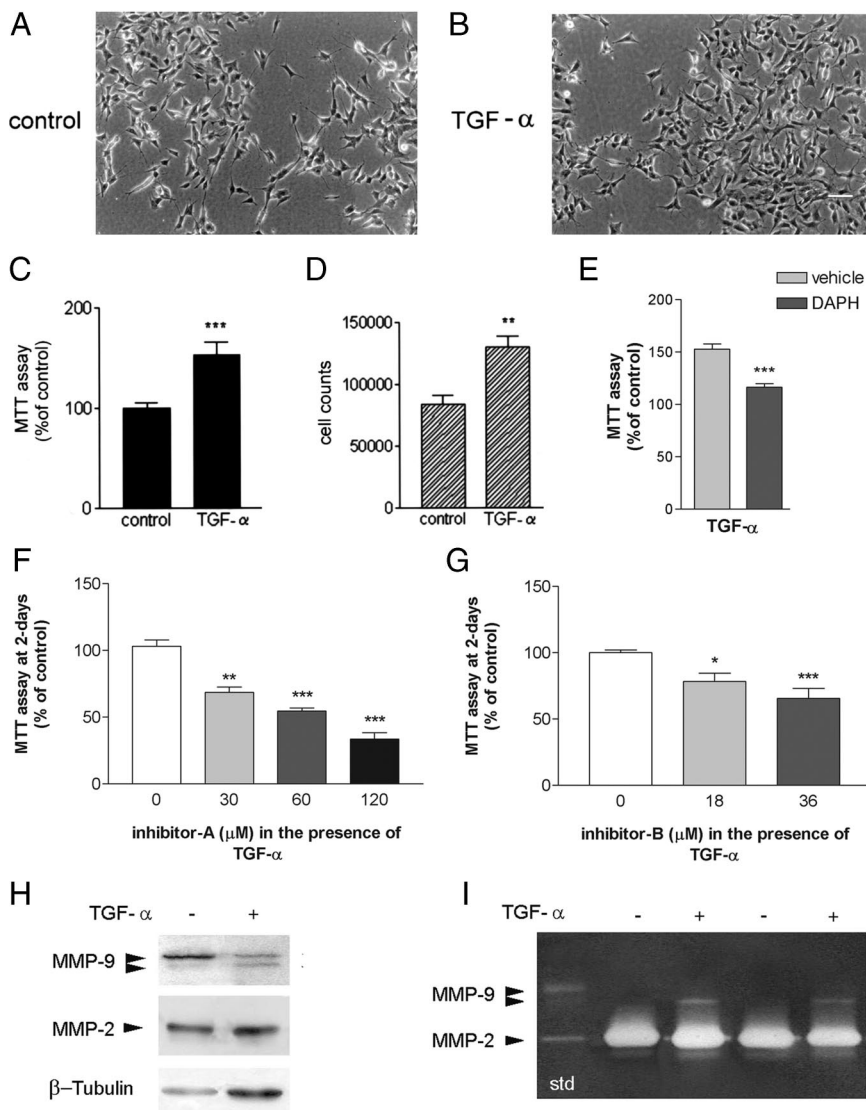 A
B
control
TGF - α
C
D
E
vehicle
DAPH
MTT assay
(%of control)
200
100
0
***
control TGF- α
cell counts
150000
100000
50000
0
**
control TGF- α
MTT assay
(%of control)
200
150
100
50
0
***
TGF-α
F
G
MTT assay at 2-days
(% of control)
150
100
50
0
**
***
***
0 30 60 120
inhibitor-A (μM) in the presence of
TGF-α
MTT assay at 2-days
(% of control)
150
100
50
0
*
***
0 18 36
inhibitor-B (μM) in the presence of
TGF-α
H
TGF- α - +
MMP-9
MMP-2
β–Tubulin
I
TGF- α - + - +
MMP-9
MMP-2
std